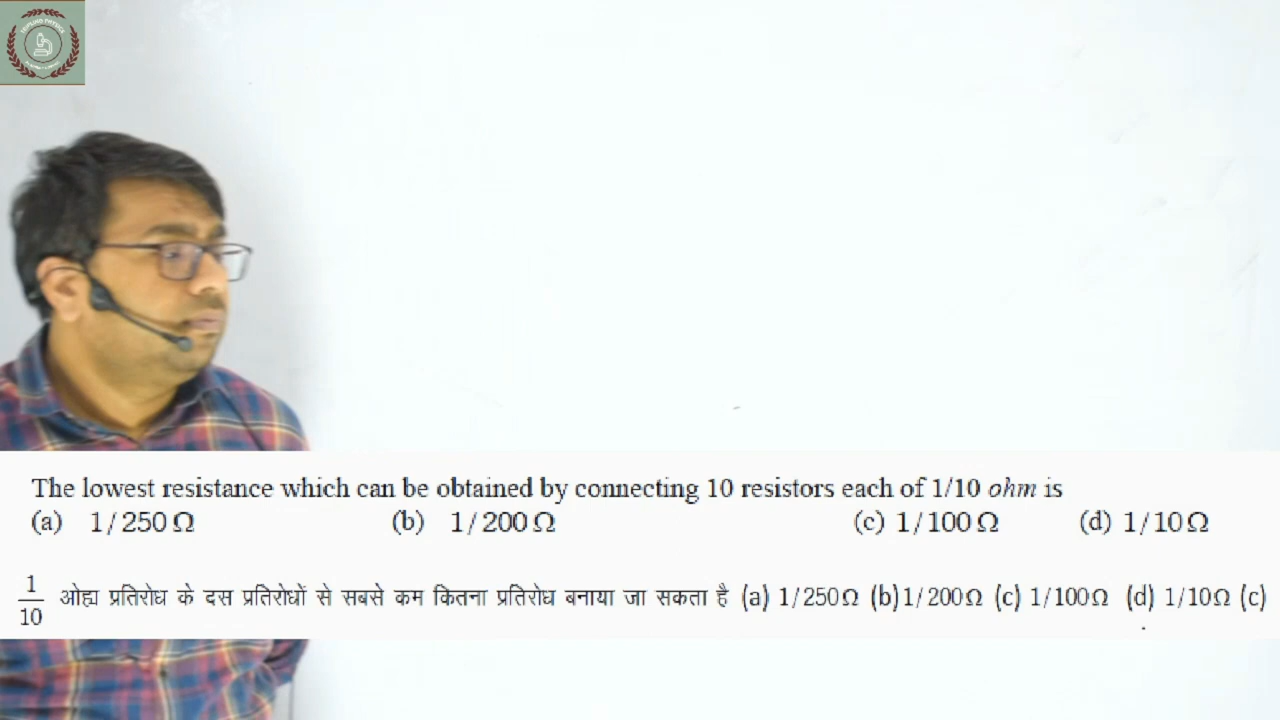 The lowest resistance which can be obtained by connecting 10 resistors each of 1/10 ohm is
(a) 1/250 Ω (b) 1/200 Ω (c) 1/100 Ω (d) 1/10 Ω
1/10 ओह्म प्रतिरोध के दस प्रतिरोधों से सबसे कम कितना प्रतिरोध बनाया जा सकता है (a) 1/250Ω (b)1/200Ω (c) 1/100Ω (d) 1/10Ω (c)